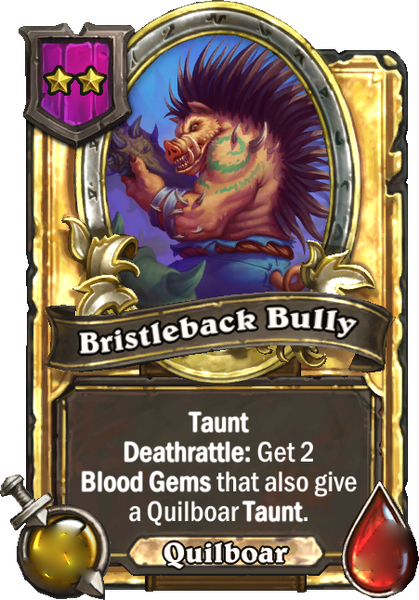 Bristleback Bully
Taunt
Deathrattle: Get 2
Blood Gems that also give
a Quilboar Taunt.
Quilboar